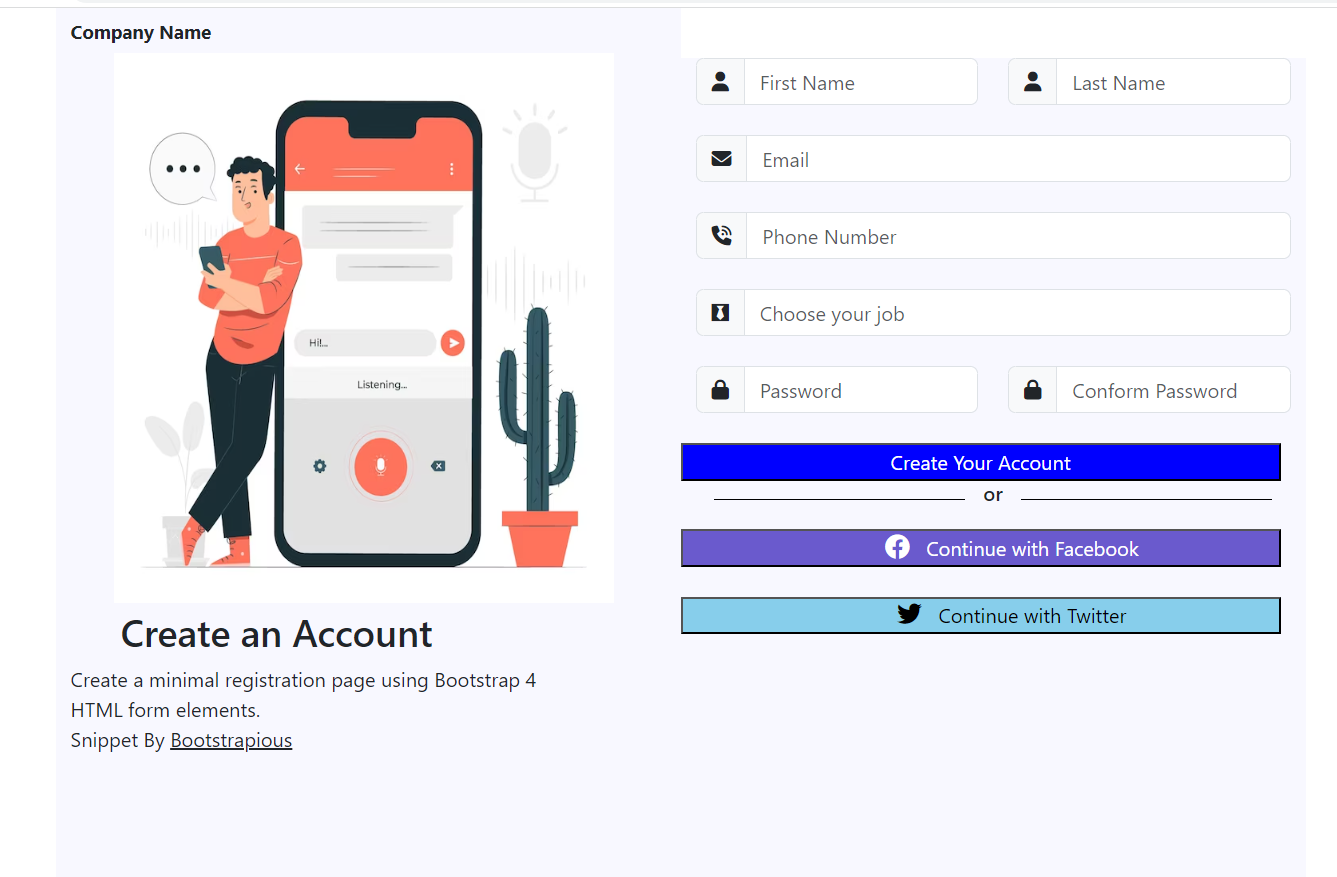 Company Name
Hi!...
Listening...
Create an Account
Create a minimal registration page using Bootstrap 4
HTML form elements.
Snippet By Bootstrapious
First Name
Last Name
Email
Phone Number
Choose your job
Password
Conform Password
Create Your Account
or
Continue with Facebook
Continue with Twitter